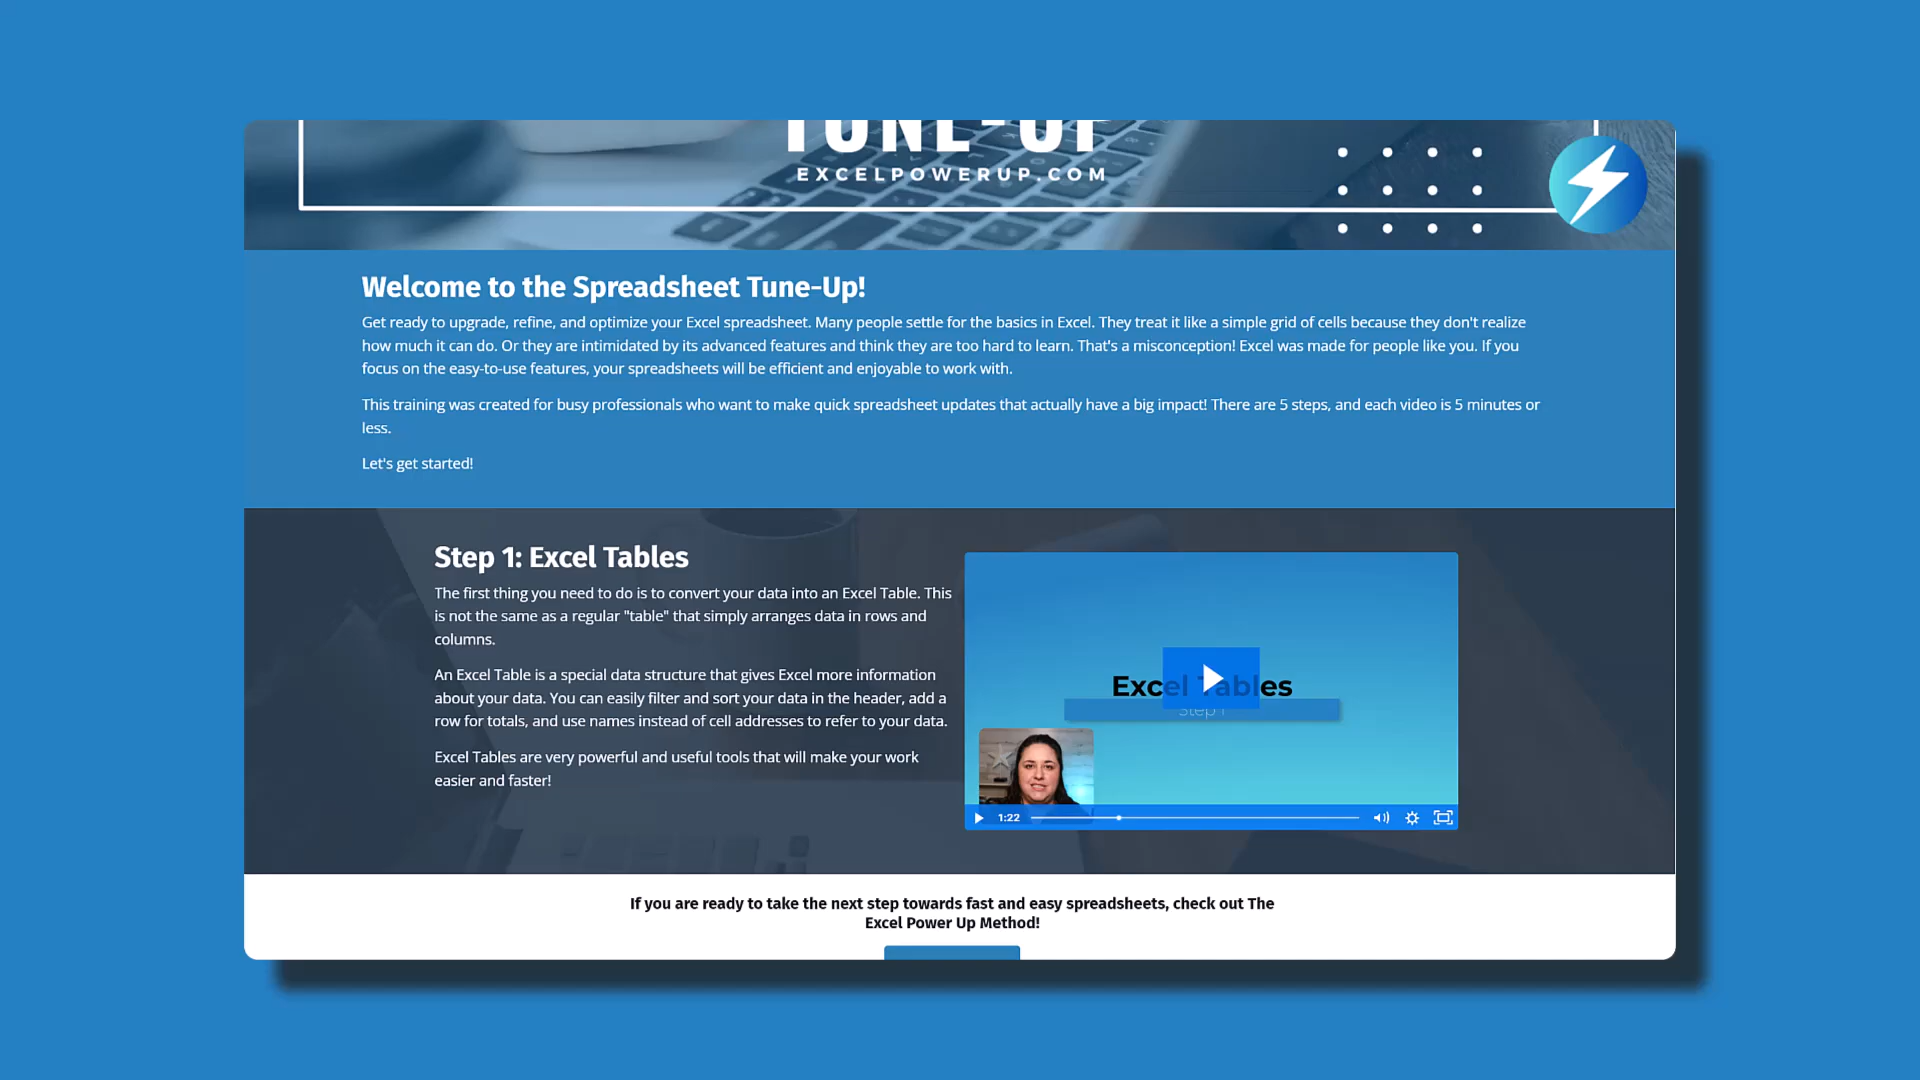 TUNE-UP
EXCELPOWERUP.COM
Welcome to the Spreadsheet Tune-Up!
Get ready to upgrade, refine, and optimize your Excel spreadsheet. Many people settle for the basics in Excel. They treat it like a simple grid of cells because they don't realize
how much it can do. Or they are intimidated by its advanced features and think they are too hard to learn. That's a misconception! Excel was made for people like you. If you
focus on the easy-to-use features, your spreadsheets will be efficient and enjoyable to work with.
This training was created for busy professionals who want to make quick spreadsheet updates that actually have a big impact! There are 5 steps, and each video is 5 minutes or
less.
Let's get started!
Step 1: Excel Tables
The first thing you need to do is to convert your data into an Excel Table. This
is not the same as a regular "table" that simply arranges data in rows and
columns.
An Excel Table is a special data structure that gives Excel more information
about your data. You can easily filter and sort your data in the header, add a
row for totals, and use names instead of cell addresses to refer to your data.
Excel Tables are very powerful and useful tools that will make your work
easier and faster!
Excel Tables
Step 1
1:22
If you are ready to take the next step towards fast and easy spreadsheets, check out The
Excel Power Up Method!